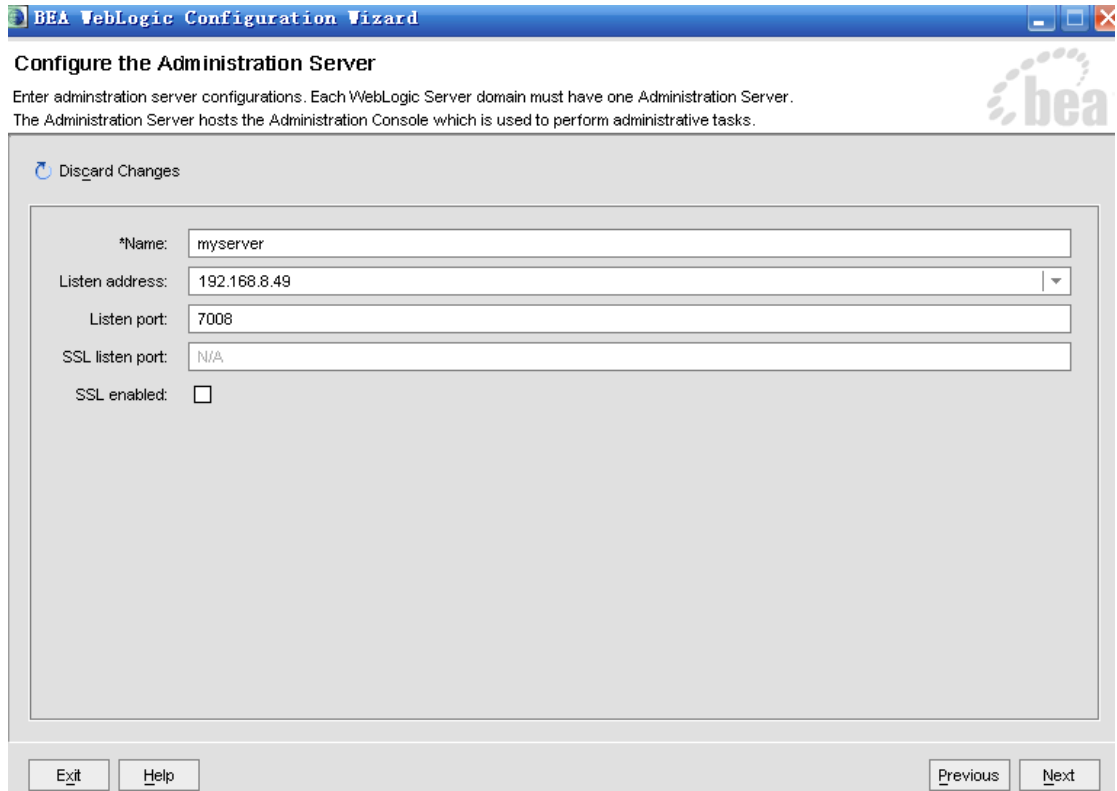 BEA WebLogic Configuration Wizard
Configure the Administration Server
Enter adminstration server configurations. Each WebLogic Server domain must have one Administration Server.
The Administration Server hosts the Administration Console which is used to perform administrative tasks.
bea
Discard Changes
*Name: myserver
Listen address: 192.168.8.49
Listen port: 7008
SSL listen port: N/A
SSL enabled:
Exit Help Previous Next